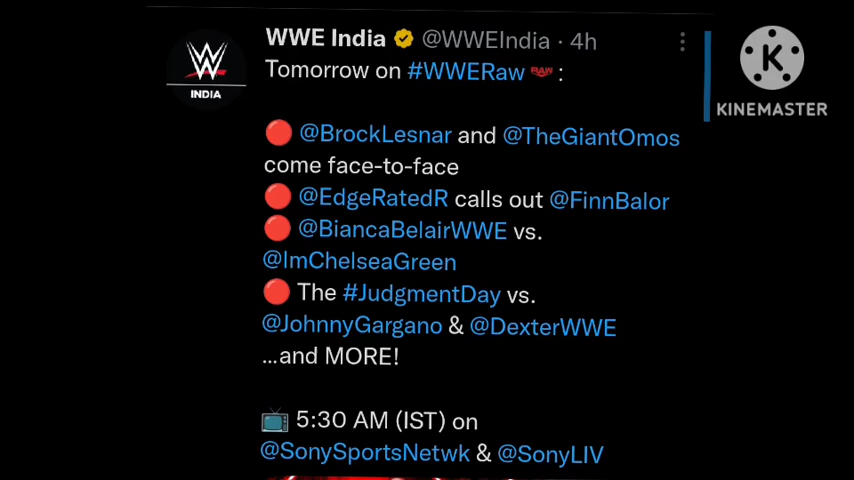 WWE India @WWEIndia · 4h
Tomorrow on #WWERaw RAW :
🔴 @BrockLesnar and @TheGiantOmos
come face-to-face
🔴 @EdgeRatedR calls out @FinnBalor
🔴 @BiancaBelairWWE vs.
@ImChelseaGreen
🔴 The #JudgmentDay vs.
@JohnnyGargano & @DexterWWE
...and MORE!
📺 5:30 AM (IST) on
@SonySportsNetwk & @SonyLIV
W
INDIA
K
KINEMASTER